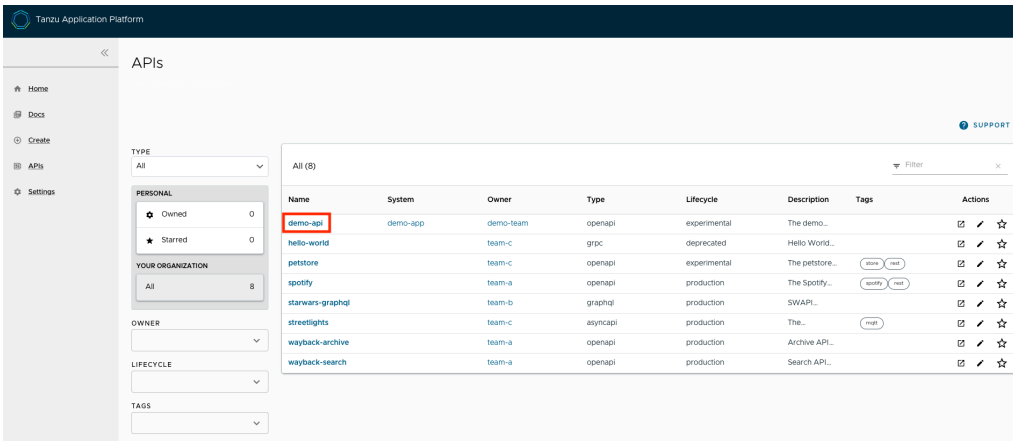 Tanzu Application Platform
APIs
Home
Docs
Create
APIs
Settings
SUPPORT
TYPE
All
PERSONAL
Owned 0
Starred 0
YOUR ORGANIZATION
All 8
OWNER
LIFECYCLE
TAGS
All (8) Filter
Name System Owner Type Lifecycle Description Tags Actions
demo-api demo-app demo-team openapi experimental The demo...
hello-world team-c grpc deprecated Hello World...
petstore team-c openapi experimental The petstore... store rest
spotify team-a openapi production The Spotify... spotify rest
starwars-graphql team-b graphql production SWAPI...
streetlights team-c asyncapi production The... mqtt
wayback-archive team-a openapi production Archive API...
wayback-search team-a openapi production Search API...